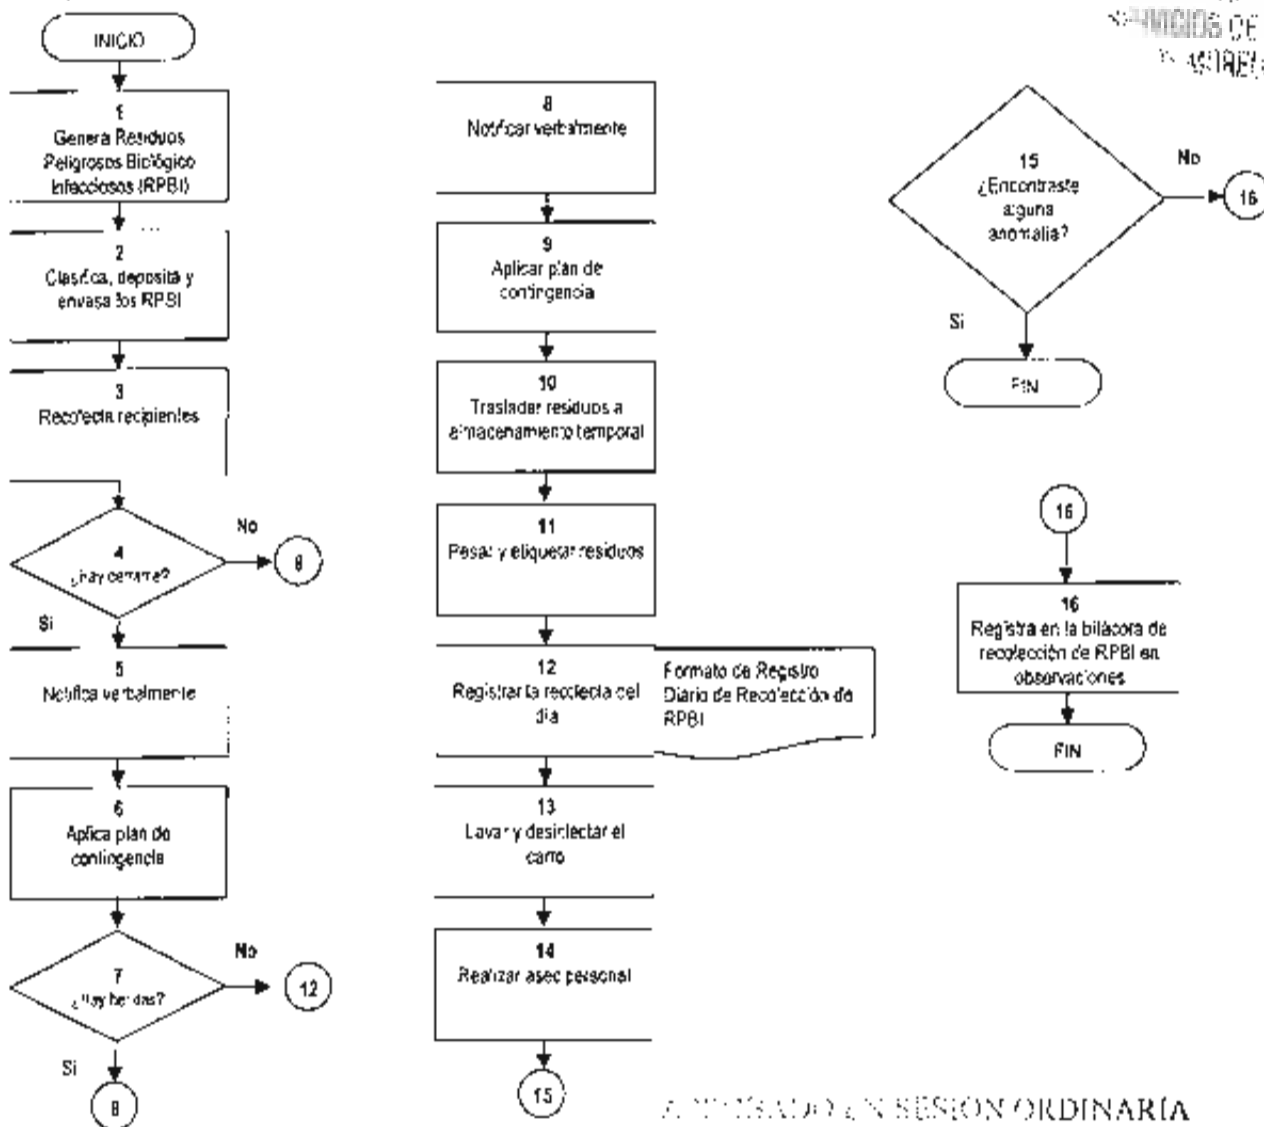 INICIO
1
Genera Residuos
Peligrosos Biológico
Infecciosos (RPBI)
2
Clasifica, deposita y
envasa los RPBI
3
Recolecta recipientes
4
¿Hay derrame?
No
Si
5
Notifica verbalmente
6
Aplica plan de
contingencia
7
¿Hay heridas?
No
12
Si
8
8
Notificar verbalmente
9
Aplicar plan de
contingencia
10
Trasladar residuos a
almacenamiento temporal
11
Pesar y etiquetar residuos
12
Registrar la recolecta del
día
Formato de Registro
Diario de Recolección de
RPBI
13
Lavar y desinfectar el
carro
14
Realizar aseo personal
15
SERVICIOS DE
15
¿Encontraste
alguna
anomalía?
No
16
Si
FIN
16
16
Registra en la bitácora de
recolección de RPBI en
observaciones
FIN
APROBADO EN SESIÓN ORDINARIA